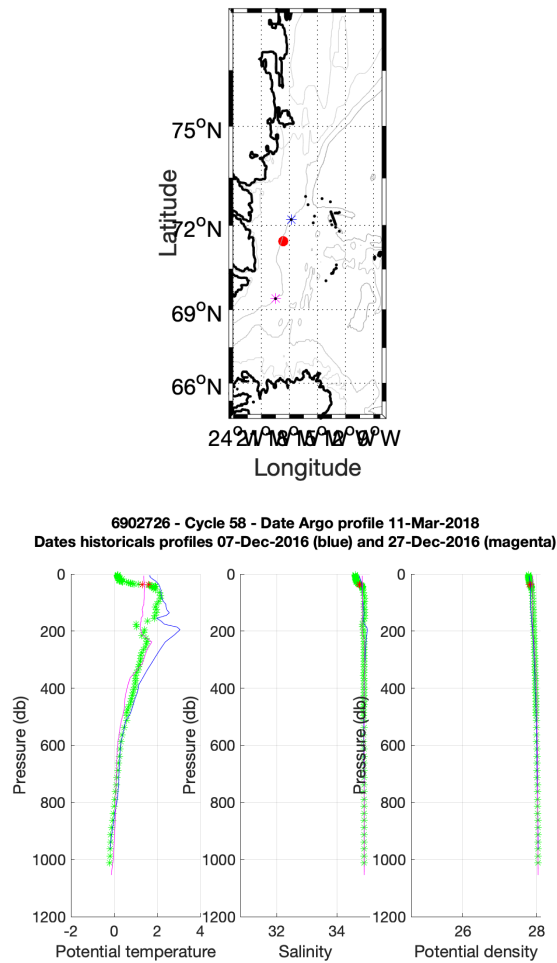 75°N
72°N
69°N
66°N
Latitude
24°W
18°W
9°W
Longitude
6902726 - Cycle 58 - Date Argo profile 11-Mar-2018
Dates historicals profiles 07-Dec-2016 (blue) and 27-Dec-2016 (magenta)
0
200
400
600
800
1000
1200
Pressure (db)
-2 0 2 4
Potential temperature
0
200
400
600
800
1000
1200
Pressure (db)
32 34
Salinity
0
200
400
600
800
1000
1200
Pressure (db)
26 28
Potential density